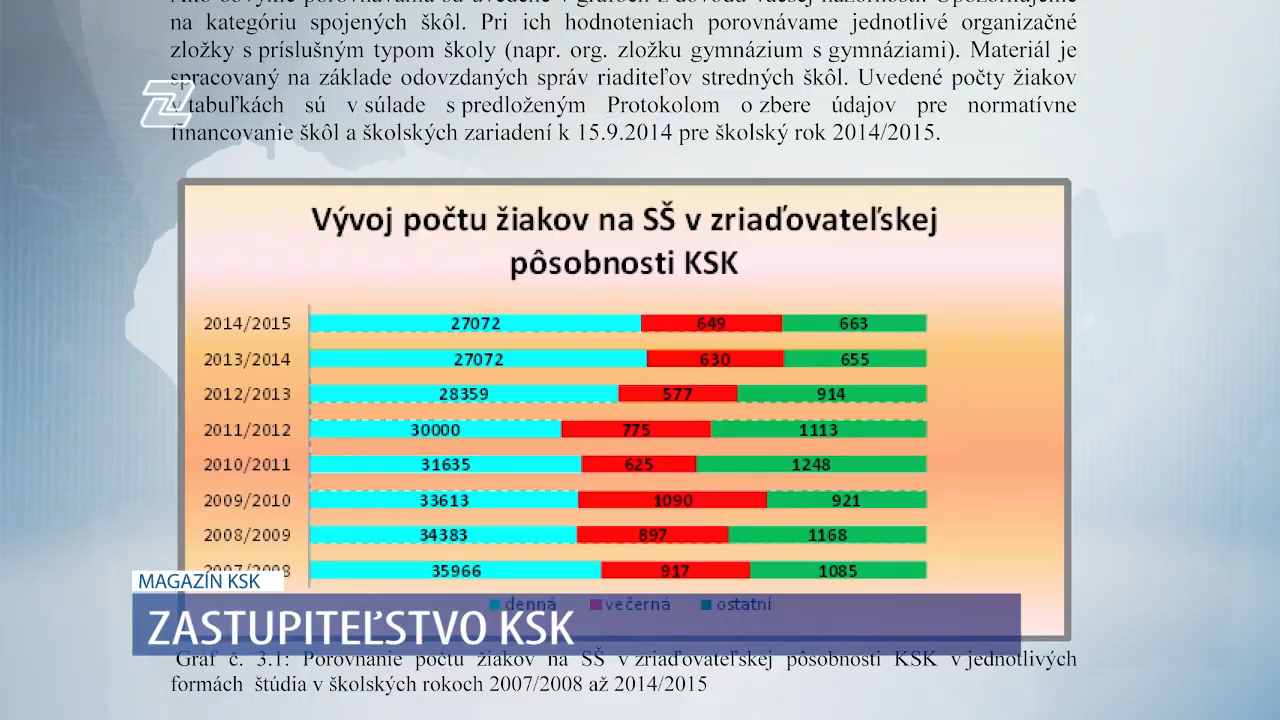 na kategóriu spojených škôl. Pri ich hodnoteniach porovnávame jednotlivé organizačné
zložky s príslušným typom školy (napr. org. zložku gymnázium s gymnáziami). Materiál je
spracovaný na základe odovzdaných správ riaditeľov stredných škôl. Uvedené počty žiakov
v tabuľkách sú v súlade s predloženým Protokolom o zbere údajov pre normatívne
financovanie škôl a školských zariadení k 15.9.2014 pre školský rok 2014/2015.
Vývoj počtu žiakov na SŠ v zriaďovateľskej
pôsobnosti KSK
2014/2015 27072 649 663
2013/2014 27072 630 655
2012/2013 28359 577 914
2011/2012 30000 775 1113
2010/2011 31635 625 1248
2009/2010 33613 1090 921
2008/2009 34383 897 1168
2007/2008 35966 917 1085
MAGAZÍN KSK
denná večerná ostatní
ZASTUPITEĽSTVO KSK
Graf č. 3.1: Porovnanie počtu žiakov na SŠ v zriaďovateľskej pôsobnosti KSK v jednotlivých
formách štúdia v školských rokoch 2007/2008 až 2014/2015